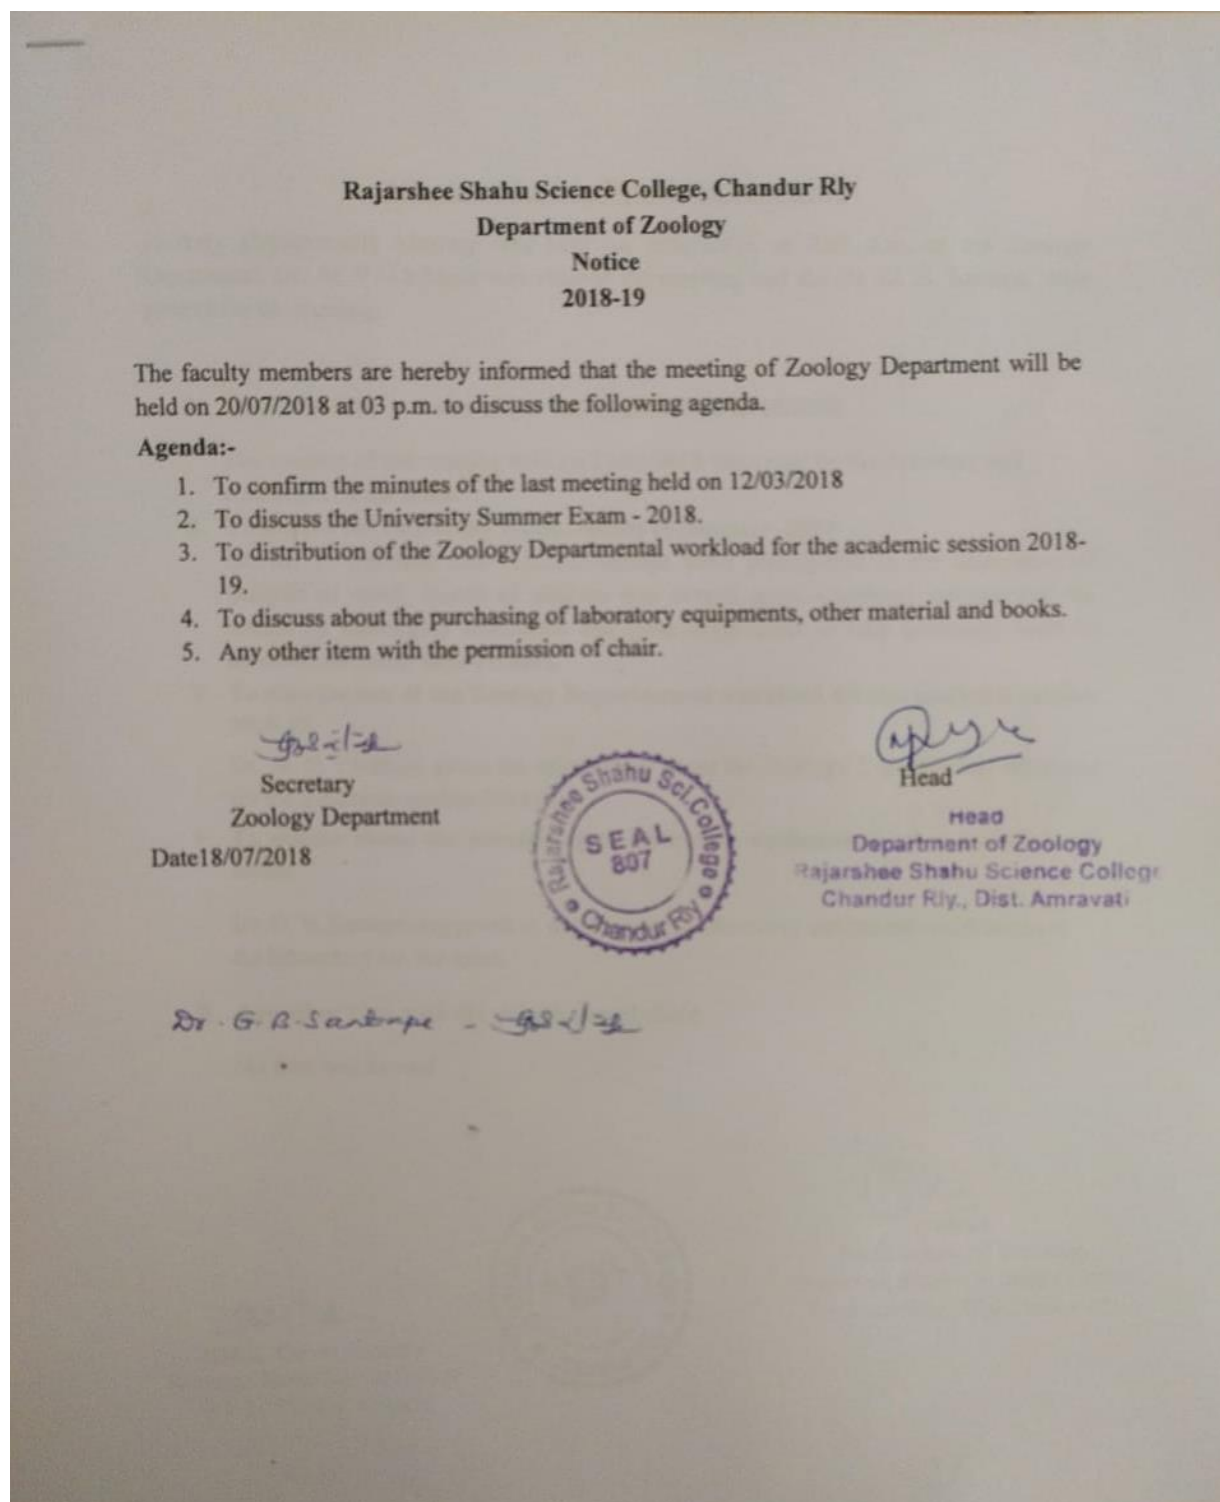 Rajarshee Shahu Science College, Chandur Rly
Department of Zoology
Notice
2018-19
The faculty members are hereby informed that the meeting of Zoology Department will be
held on 20/07/2018 at 03 p.m. to discuss the following agenda.
Agenda:-
1. To confirm the minutes of the last meeting held on 12/03/2018
2. To discuss the University Summer Exam - 2018.
3. To distribution of the Zoology Departmental workload for the academic session 2018-
19.
4. To discuss about the purchasing of laboratory equipments, other material and books.
5. Any other item with the permission of chair.
Secretary
Zoology Department
Date18/07/2018
Rajarshee Shahu Sci.College
SEAL
807
Chandur Rly
Head
Head
Department of Zoology
Rajarshee Shahu Science College
Chandur Rly., Dist. Amravati
Dr. G. B. Santape -